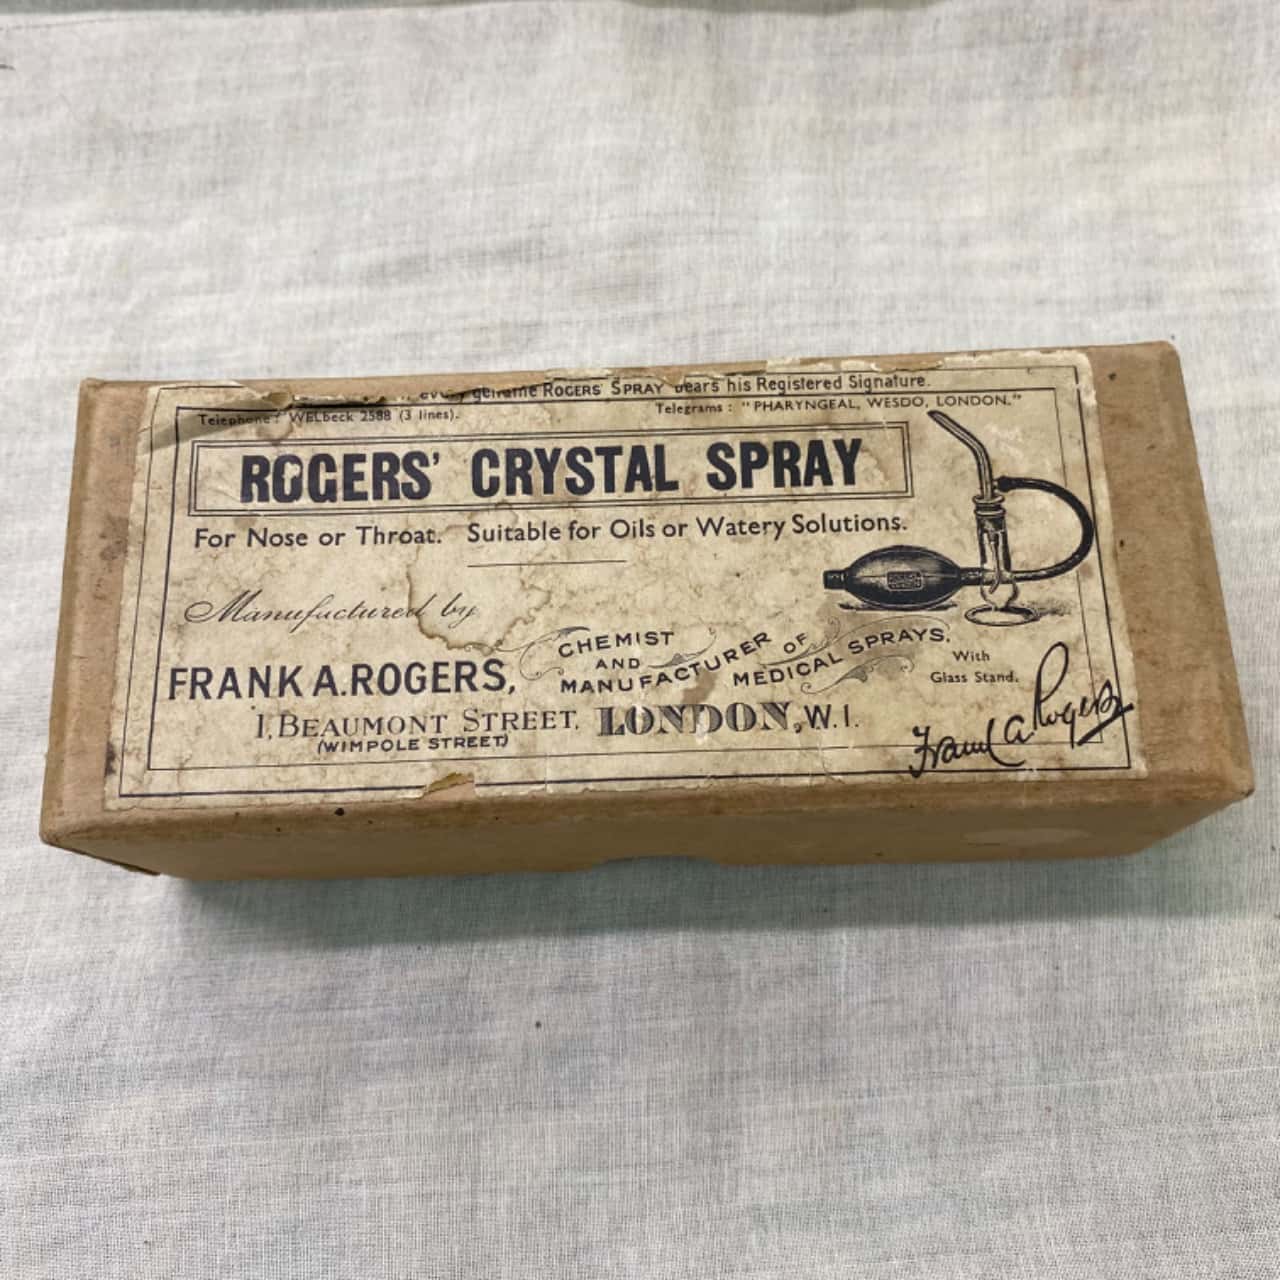 every genuine ROGERS' SPRAY bears his Registered Signature.
Telephone: WELbeck 2588 (3 lines).
Telegrams: "PHARYNGEAL, WESDO, LONDON."
ROGERS' CRYSTAL SPRAY
For Nose or Throat. Suitable for Oils or Watery Solutions.
Manufactured by
FRANK A. ROGERS,
CHEMIST
AND
MANUFACTURER OF
MEDICAL SPRAYS.
With
Glass Stand.
1, BEAUMONT STREET, LONDON, W.1.
(WIMPOLE STREET)
Frank A. Rogers